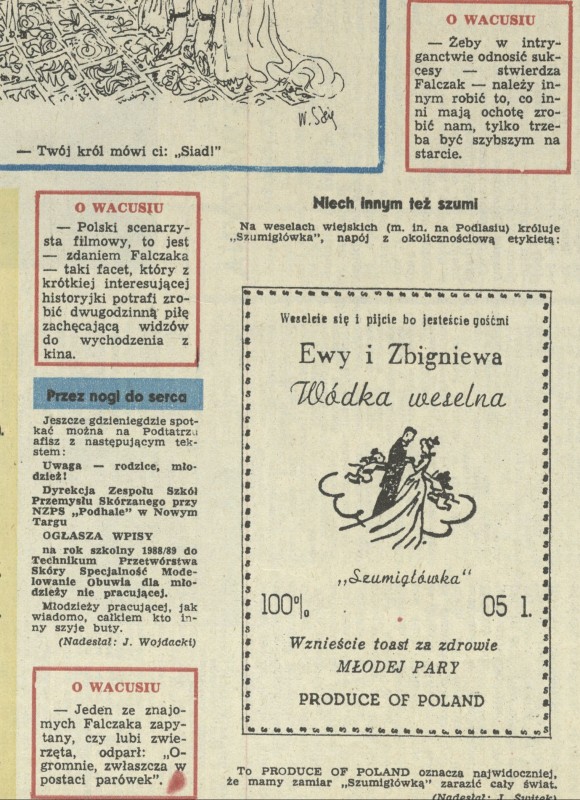 W. S
— Twój król mówi ci: „Siad!"
O WACUSIU
— Żeby w intry-
ganctwie odnosić suk-
cesy — stwierdza
Falczak — należy in-
nym robić to, co in-
ni mają ochotę zro-
bić nam, tylko trze-
ba być szybszym na
starcie.
O WACUSIU
— Polski scenarzy-
sta filmowy, to jest
— zdaniem Falczaka
— taki facet, który z
krótkiej interesującej
historyjki potrafi zro-
bić dwugodzinną piłę
zachęcającą widzów
do wychodzenia z
kina.
Przez nogi do serca
Jeszcze gdzieniegdzie spot-
kać można na Podtatrzu
afisz z następującym tek-
stem:
Uwaga — rodzice, mło-
dzież!
Dyrekcja Zespołu Szkół
Przemysłu Skórzanego przy
NZPS „Podhale" w Nowym
Targu
OGŁASZA WPISY
na rok szkolny 1988/89 do
Technikum Przetwórstwa
Skóry Specjalność Mode-
lowanie Obuwia dla mło-
dzieży nie pracującej.
Młodzieży pracującej, jak
wiadomo, całkiem kto in-
ny szyje buty.
(Nadesłał: J. Wojdacki)
O WACUSIU
— Jeden ze znajo-
mych Falczaka zapy-
tany, czy lubi zwie-
rzęta, odparł: „O-
gromnie, zwłaszcza w
postaci parówek".
Niech innym też szumi
Na weselach wiejskich (m. in. na Podlasiu) króluje
„Szumigłówka", napój z okolicznościową etykietą:
Weselcie się i pijcie bo jesteście gośćmi
Ewy i Zbigniewa
Wódka weselna
„Szumigłówka"
100% 05 l.
Wznieście toast za zdrowie
MŁODEJ PARY
PRODUCE OF POLAND
To PRODUCE OF POLAND oznacza najwidoczniej,
że mamy zamiar „Szumigłówką" zarazić cały świat.
(Nadesłał: J. Świtek)